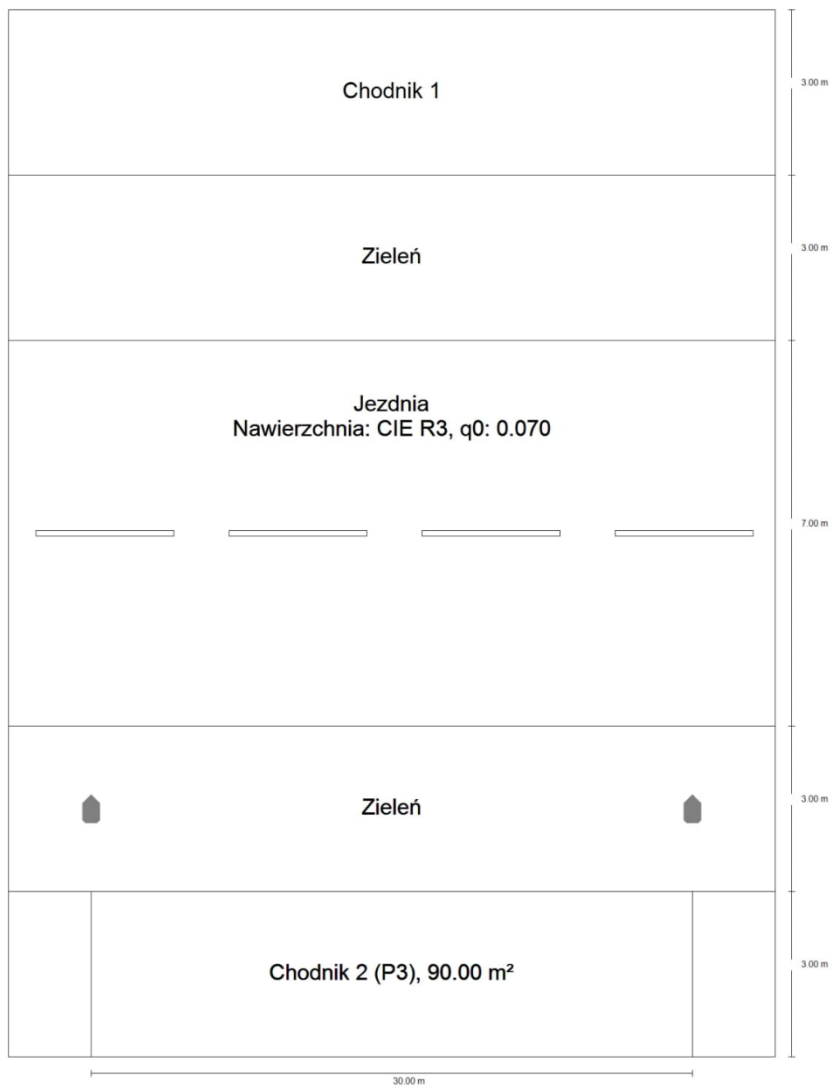 Chodnik 1
3.00 m
Zieleń
3.00 m
Jezdnia
Nawierzchnia: CIE R3, q0: 0.070
7.00 m
Zieleń
3.00 m
Chodnik 2 (P3), 90.00 m²
3.00 m
30.00 m